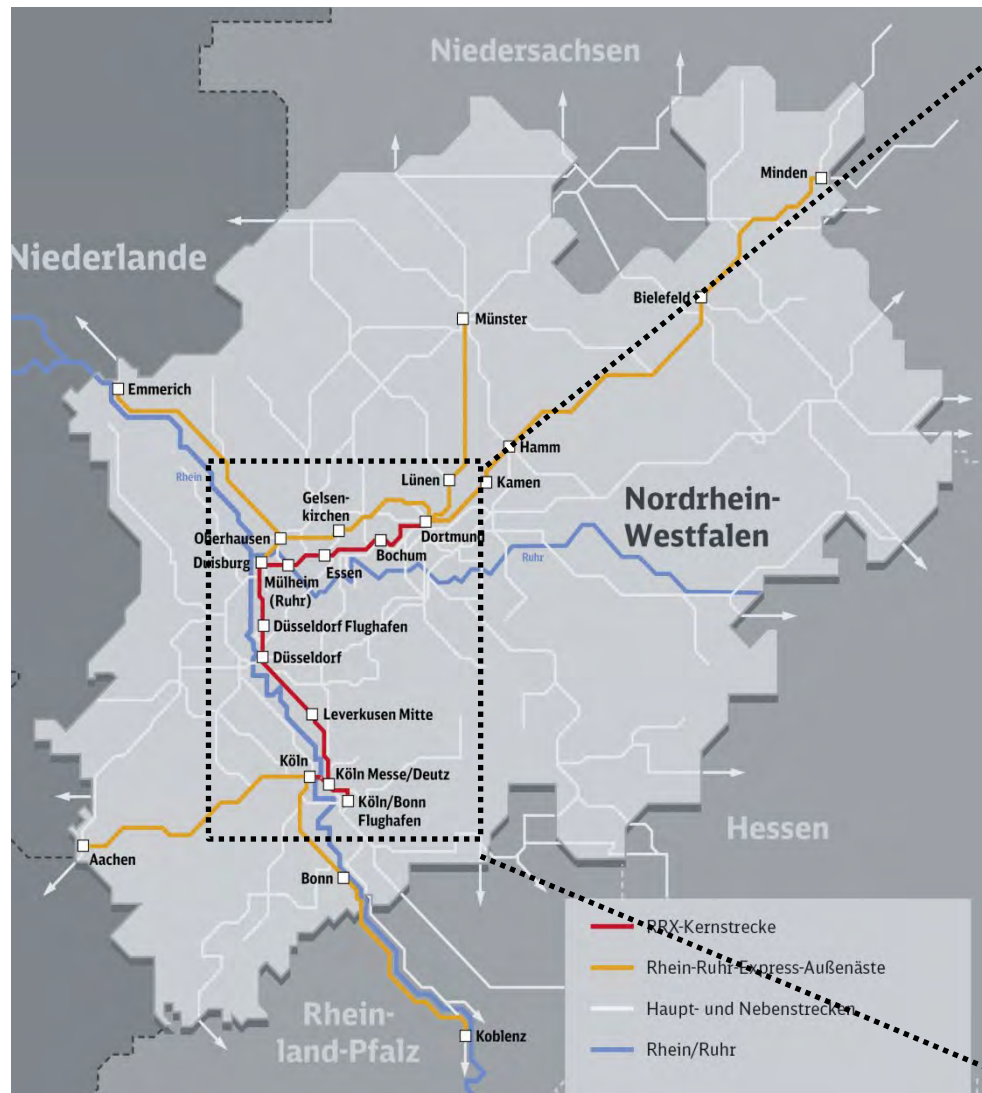 Niedersachsen
Minden
Niederlande
Bielefeld
Münster
Emmerich
Hamm
Rhein
Lünen
Kamen
Gelsen-
kirchen
Nordrhein-
Westfalen
Oberhausen
Dortmund
Duisburg
Bochum
Essen
Ruhr
Mülheim
(Ruhr)
Düsseldorf Flughafen
Düsseldorf
Leverkusen Mitte
Köln
Köln Messe/Deutz
Köln/Bonn
Flughafen
Hessen
Aachen
Bonn
RRX-Kernstrecke
Rhein-Ruhr-Express-Außenäste
Haupt- und Nebenstrecken
Rhein/Ruhr
Rhein-
land-Pfalz
Koblenz